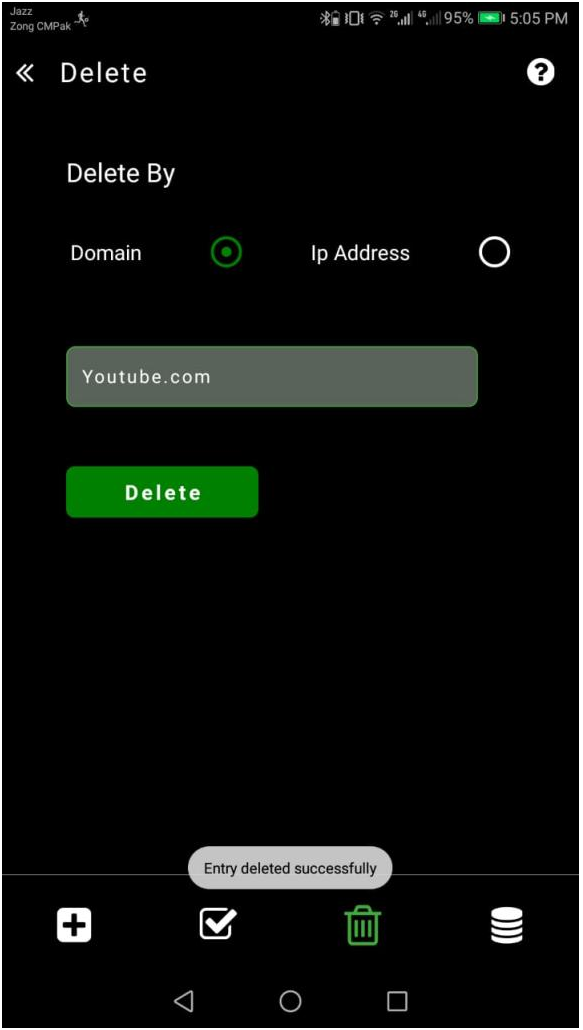 Jazz
Zong CMPak
2G 4G 95% 5:05 PM
Delete
?
Delete By
Domain Ip Address
Youtube.com
Delete
Entry deleted successfully